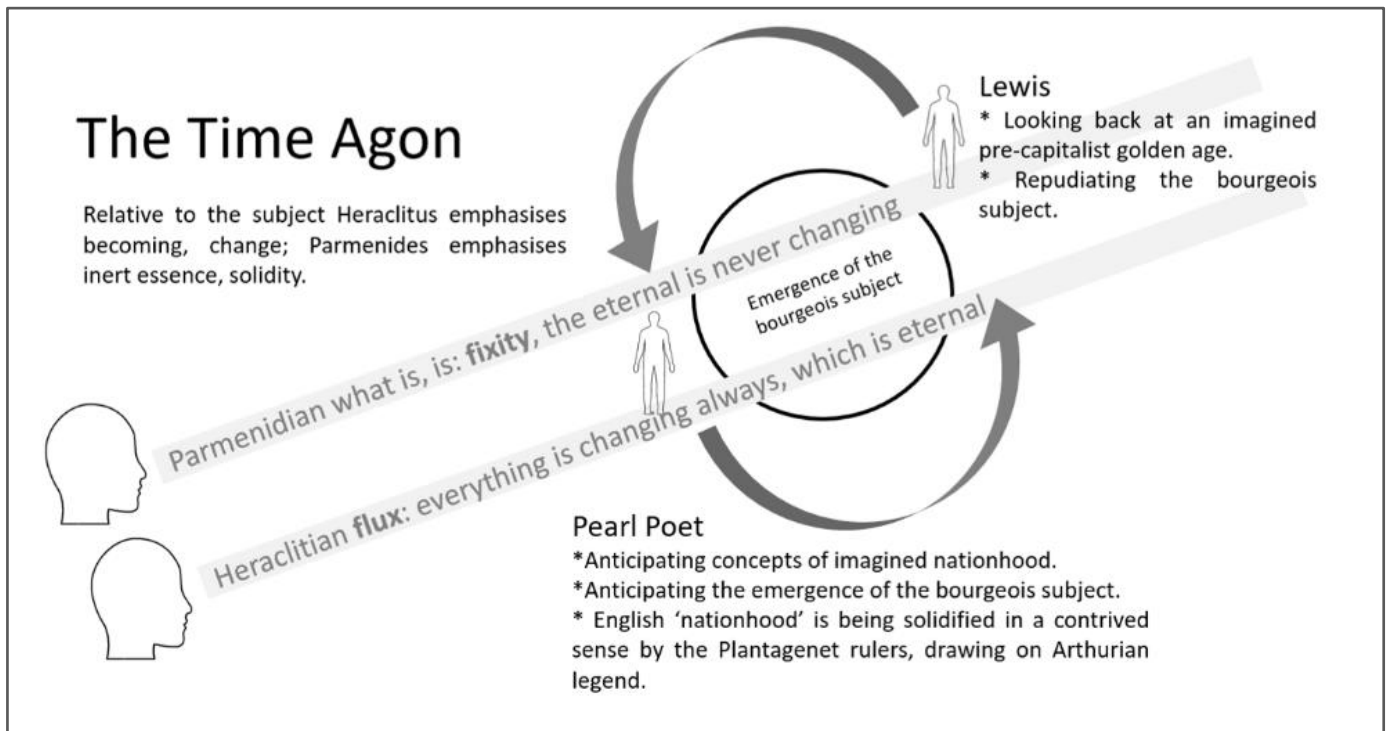 The Time Agon
Relative to the subject Heraclitus emphasises
becoming, change; Parmenides emphasises
inert essence, solidity.
Lewis
* Looking back at an imagined
pre-capitalist golden age.
* Repudiating the bourgeois
subject.
Emergence of the
bourgeois subject
Parmenidian what is, is: fixity, the eternal is never changing
Heraclitian flux: everything is changing always, which is eternal
Pearl Poet
*Anticipating concepts of imagined nationhood.
*Anticipating the emergence of the bourgeois subject.
* English ‘nationhood’ is being solidified in a contrived
sense by the Plantagenet rulers, drawing on Arthurian
legend.